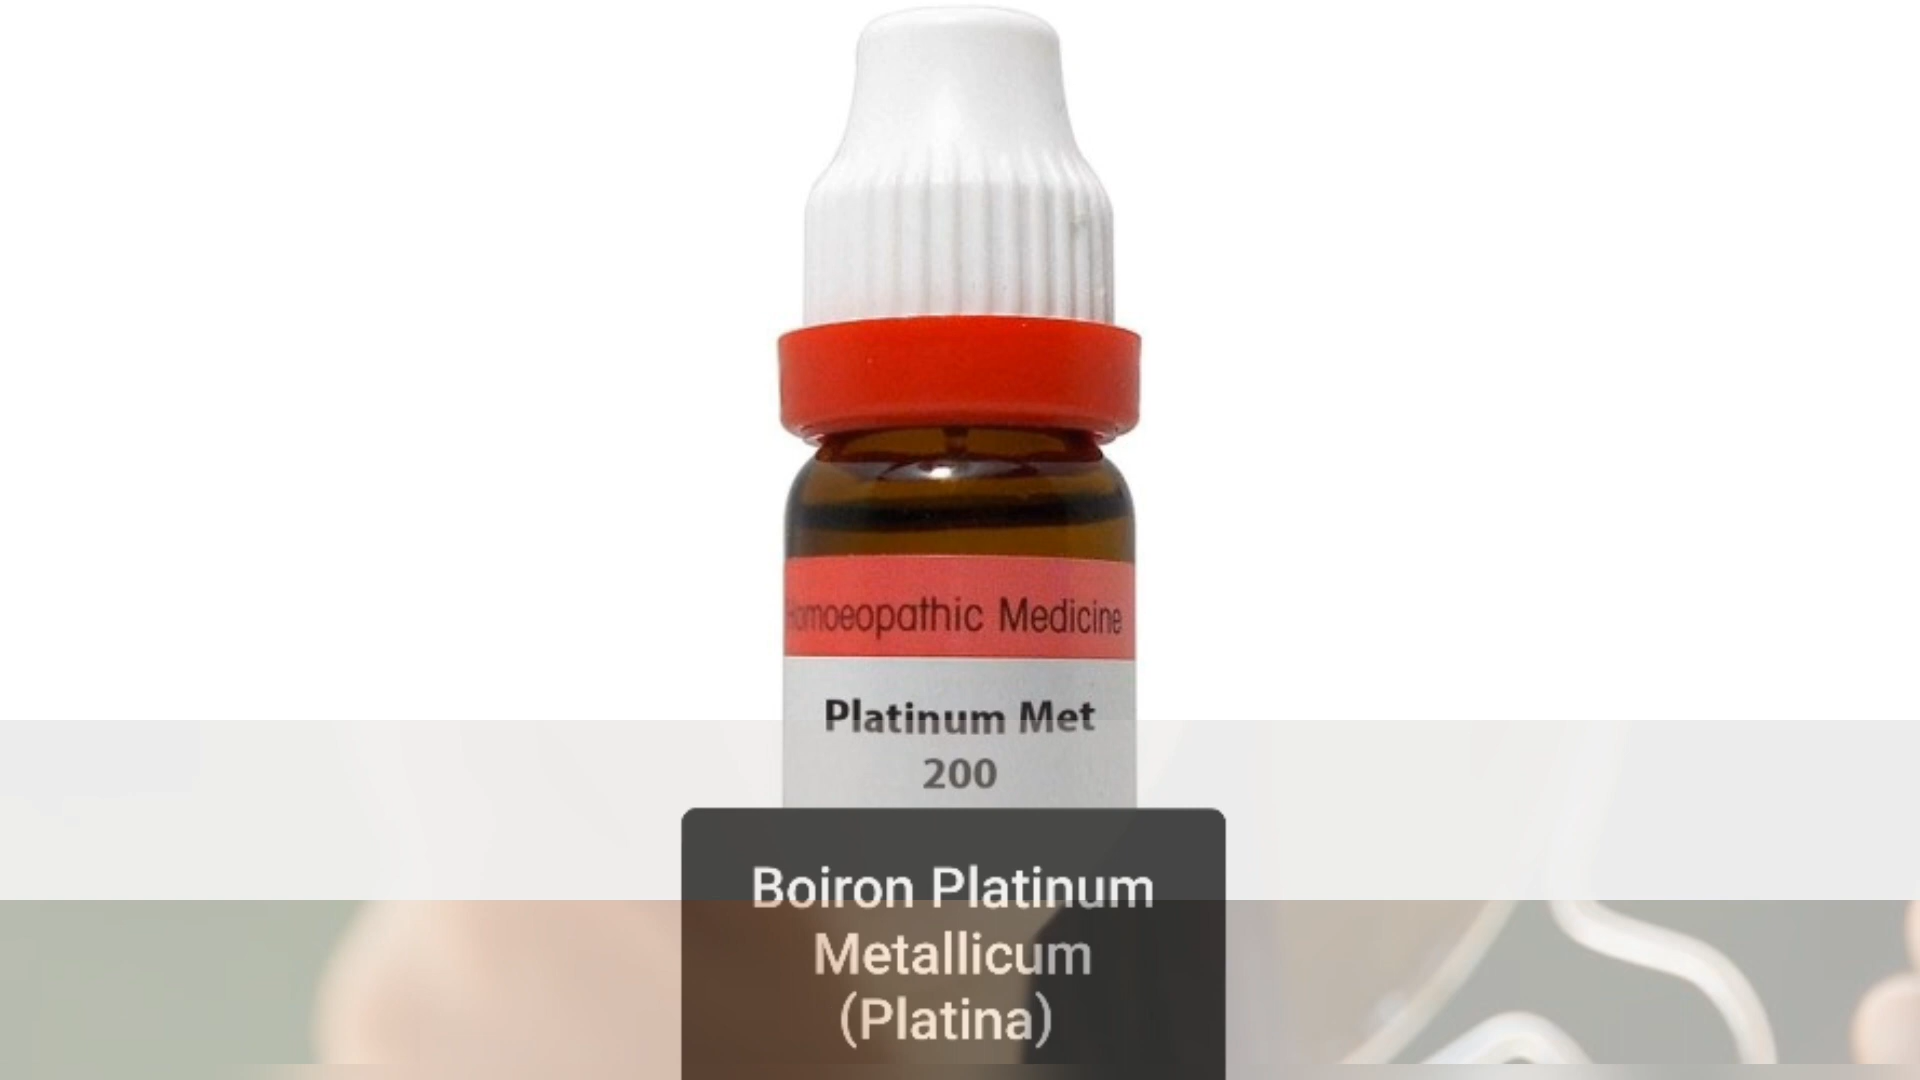 Homoeopathic Medicine
Platinum Met
200
Boiron Platinum
Metallicum
(Platina)